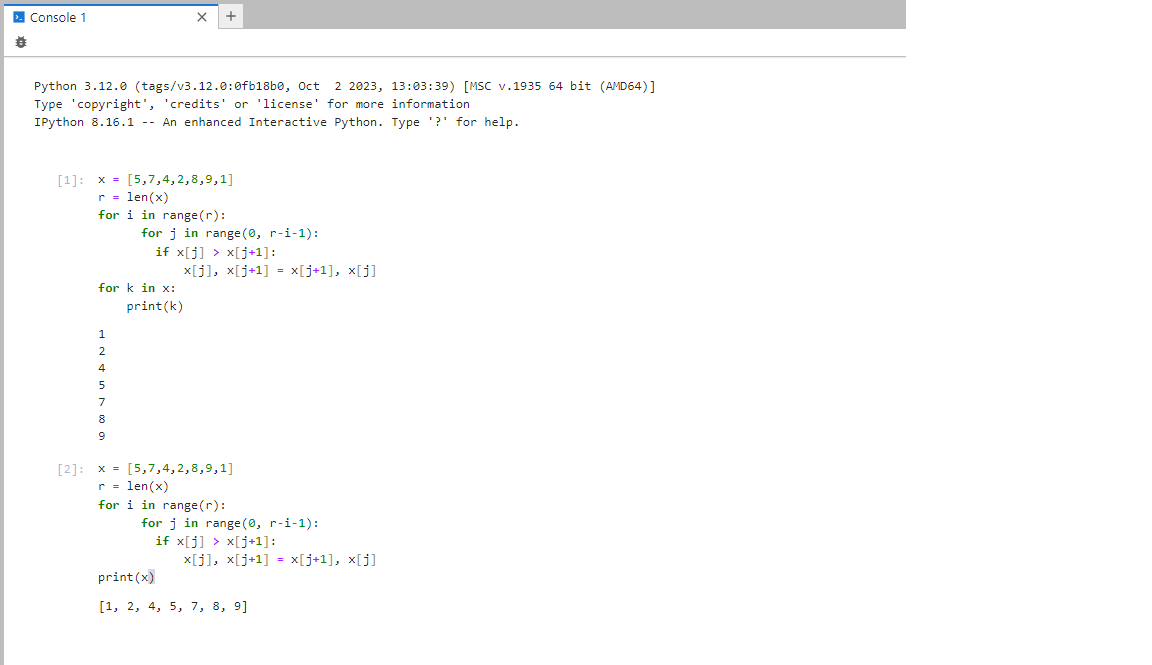 Console 1
Python 3.12.0 (tags/v3.12.0:0fb18b0, Oct  2 2023, 13:03:39) [MSC v.1935 64 bit (AMD64)]
Type 'copyright', 'credits' or 'license' for more information
IPython 8.16.1 -- An enhanced Interactive Python. Type '?' for help.
[1]: x = [5,7,4,2,8,9,1]
r = len(x)
for i in range(r):
      for j in range(0, r-i-1):
        if x[j] > x[j+1]:
            x[j], x[j+1] = x[j+1], x[j]
for k in x:
    print(k)
1
2
4
5
7
8
9
[2]: x = [5,7,4,2,8,9,1]
r = len(x)
for i in range(r):
      for j in range(0, r-i-1):
        if x[j] > x[j+1]:
            x[j], x[j+1] = x[j+1], x[j]
print(x)
[1, 2, 4, 5, 7, 8, 9]